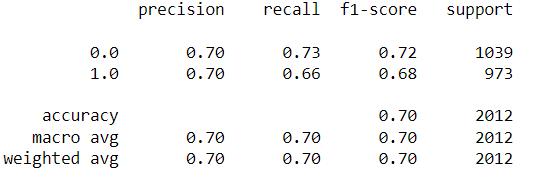 precision recall f1-score support
0.0 0.70 0.73 0.72 1039
1.0 0.70 0.66 0.68 973
accuracy 0.70 2012
macro avg 0.70 0.70 0.70 2012
weighted avg 0.70 0.70 0.70 2012